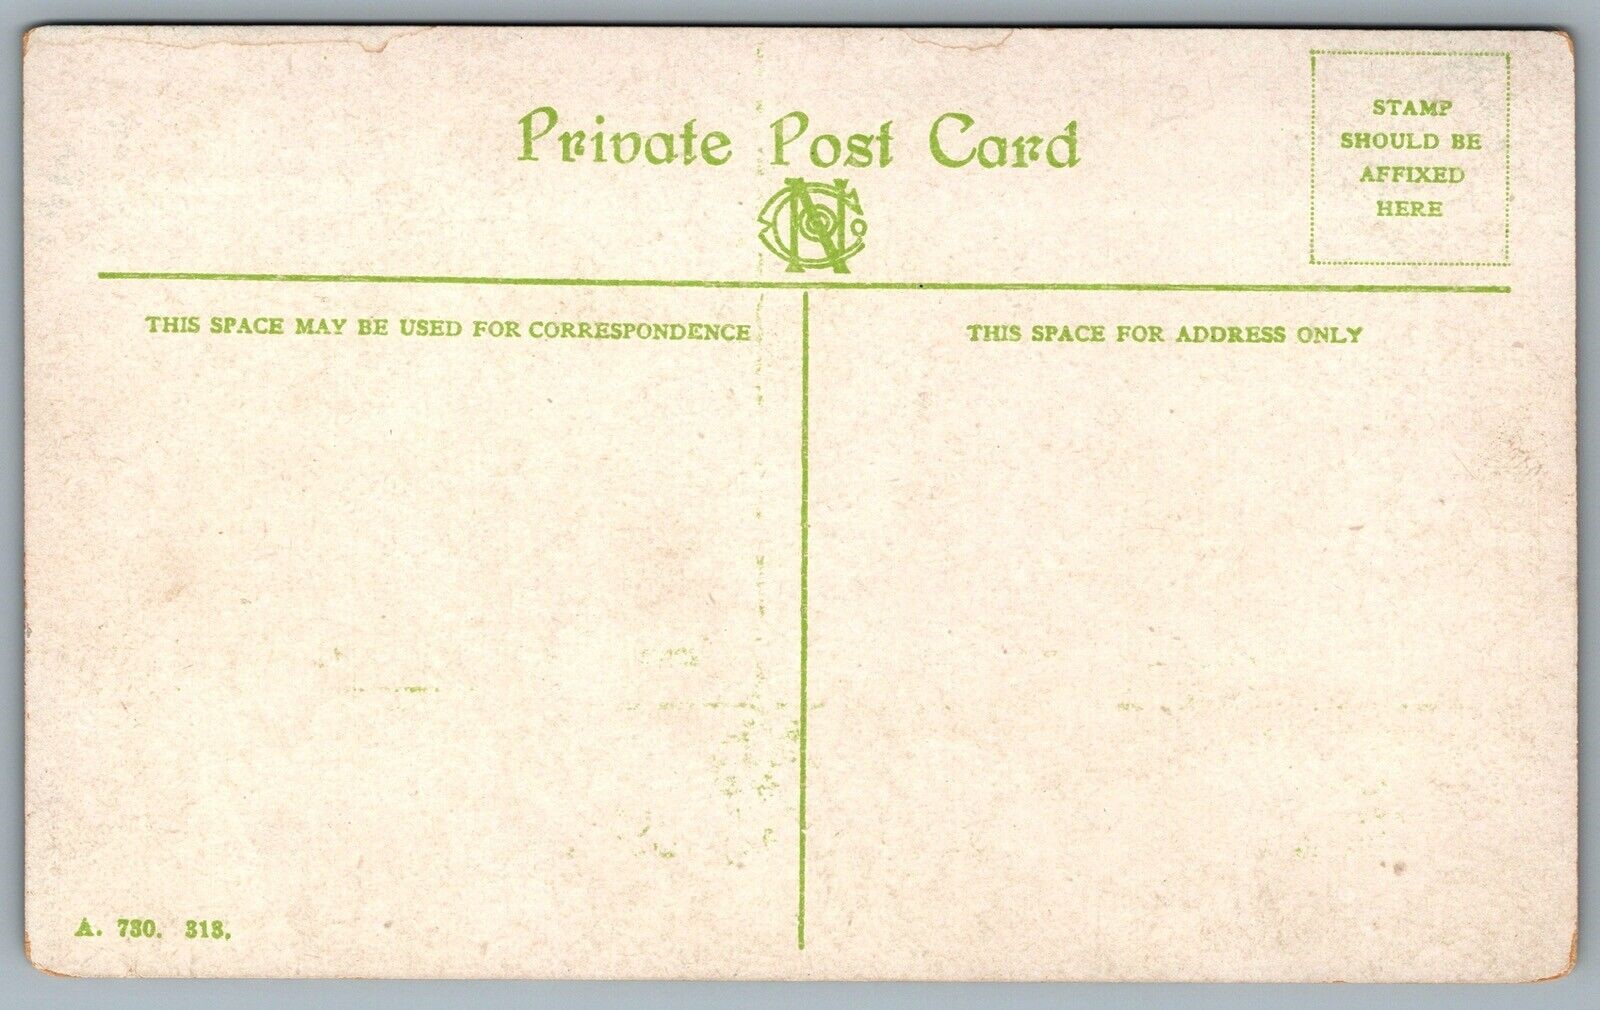 Private Post Card
STAMP
SHOULD BE
AFFIXED
HERE
THIS SPACE MAY BE USED FOR CORRESPONDENCE
THIS SPACE FOR ADDRESS ONLY
A. 730. 313.